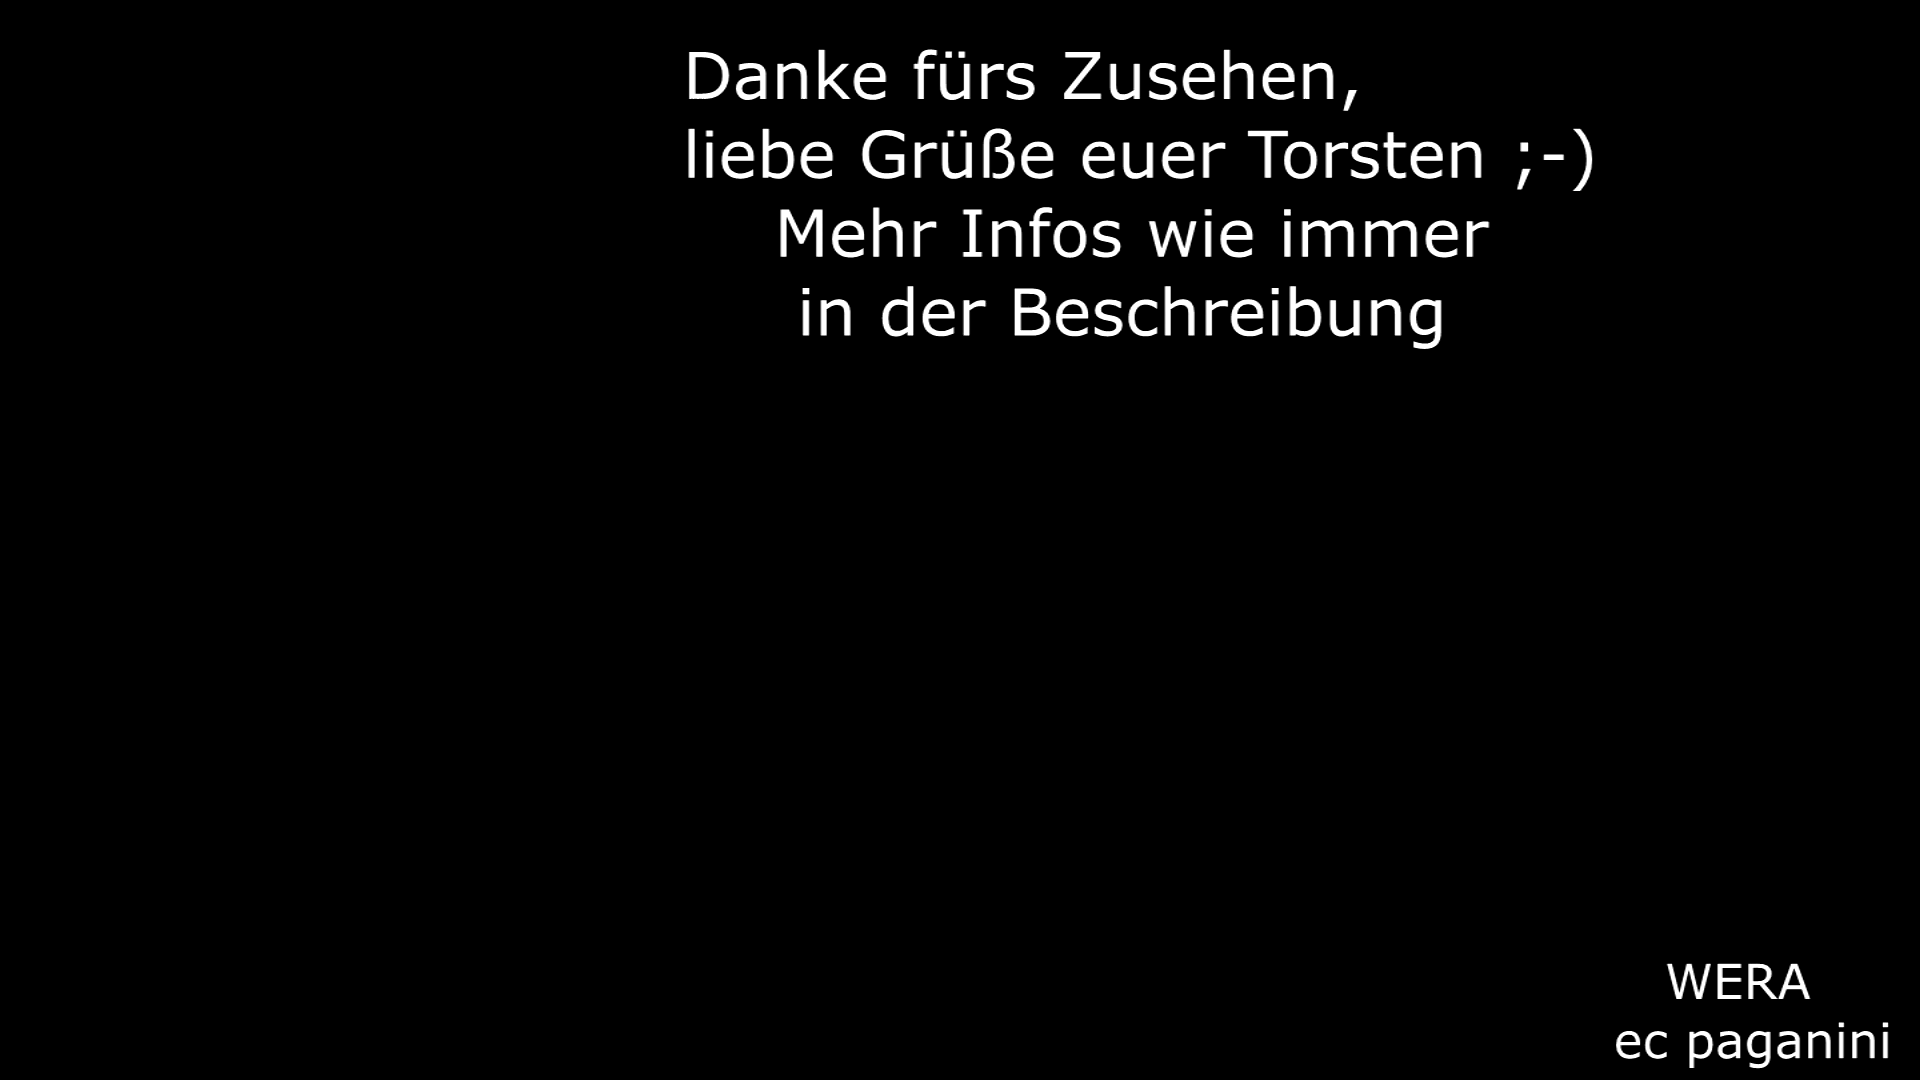 Danke fürs Zusehen,
liebe Grüße euer Torsten ;-)
Mehr Infos wie immer
in der Beschreibung
WERA
ec paganini